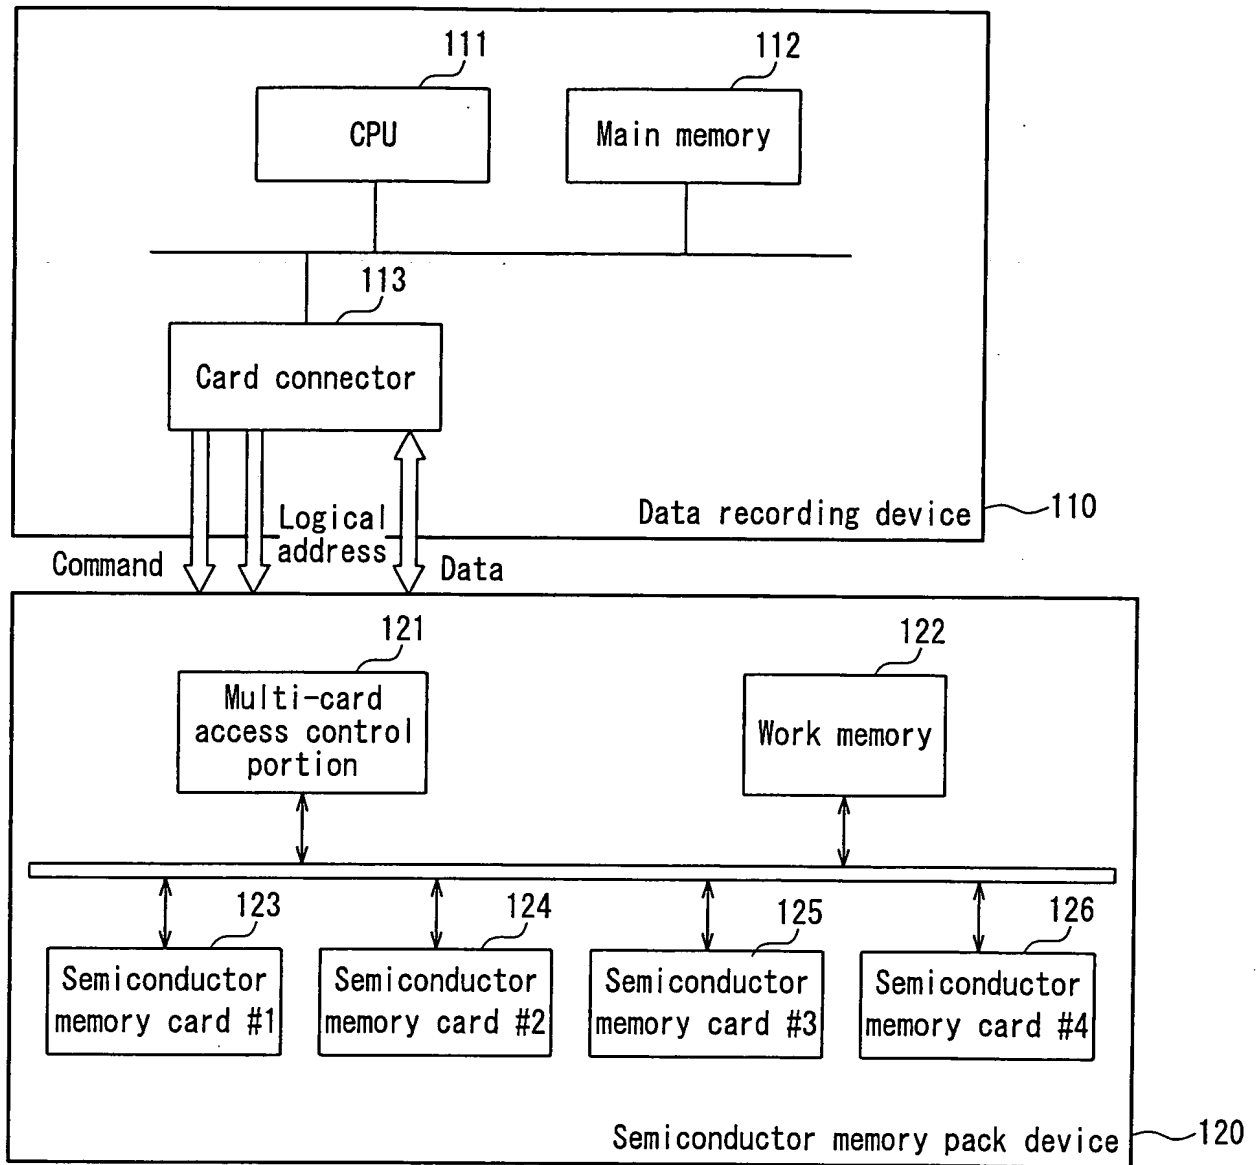 111
112
CPU
Main memory
113
Card connector
Logical
address
Data recording device
110
Command
Data
121
122
Multi-card
access control
portion
Work memory
123
124
125
126
Semiconductor
memory card #1
Semiconductor
memory card #2
Semiconductor
memory card #3
Semiconductor
memory card #4
Semiconductor memory pack device
120